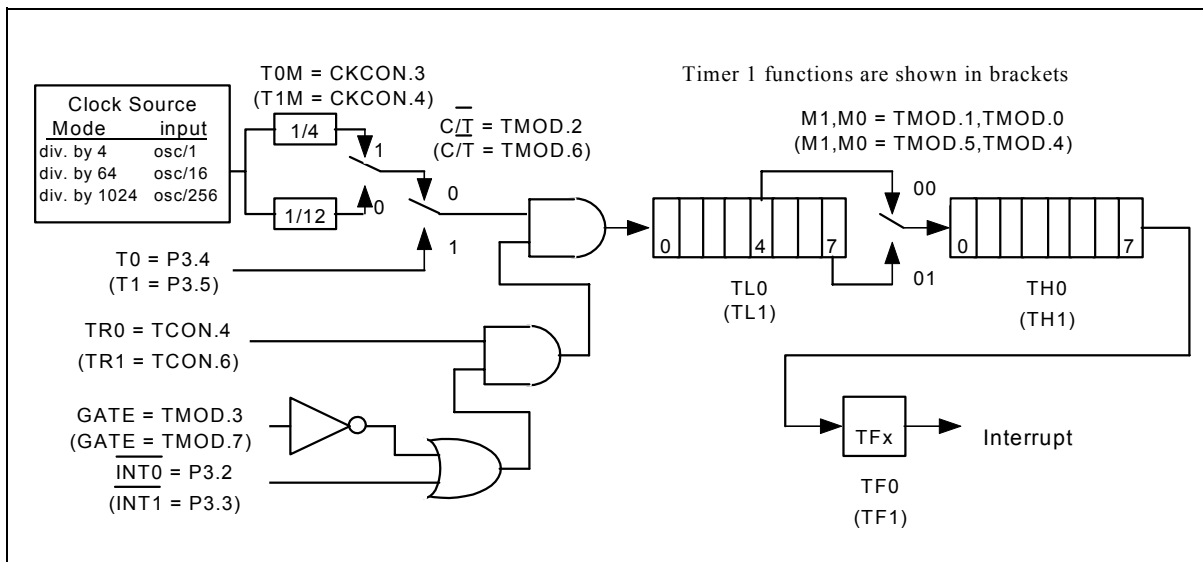 T0M = CKCON.3
(T1M = CKCON.4)
Timer 1 functions are shown in brackets
Clock Source
Mode input
div. by 4 osc/1
div. by 64 osc/16
div. by 1024 osc/256
1/4
1/12
1
0
C/T̅ = TMOD.2
(C/T̅ = TMOD.6)
0
1
M1,M0 = TMOD.1,TMOD.0
(M1,M0 = TMOD.5,TMOD.4)
00
01
0 4 7
TL0
(TL1)
0 7
TH0
(TH1)
T0 = P3.4
(T1 = P3.5)
TR0 = TCON.4
(TR1 = TCON.6)
GATE = TMOD.3
(GATE = TMOD.7)
I̅N̅T̅0̅ = P3.2
(I̅N̅T̅1̅ = P3.3)
TFx
Interrupt
TF0
(TF1)